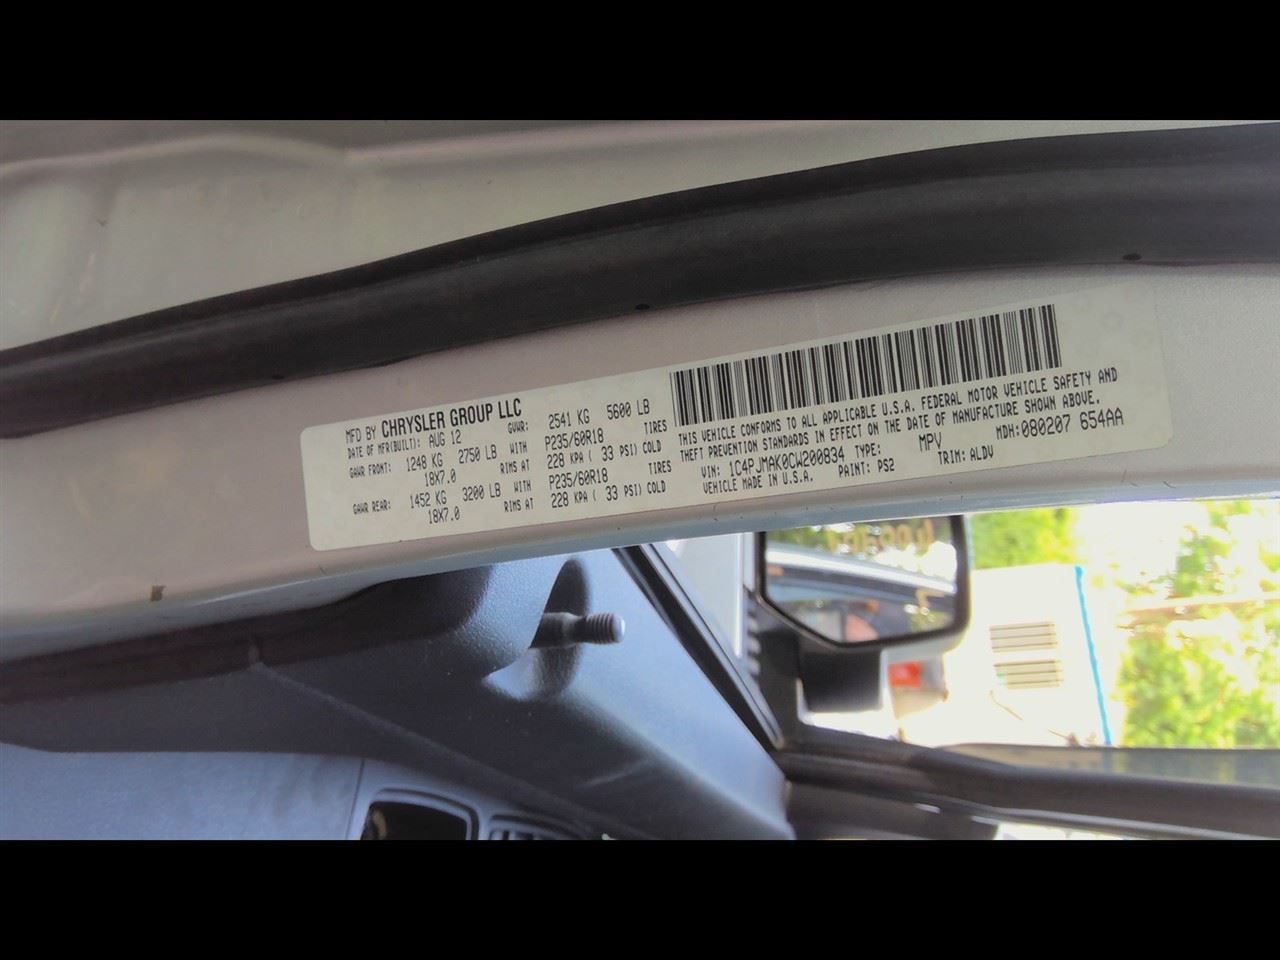 MFD BY CHRYSLER GROUP LLC
DATE OF MFR(BUILT): AUG 12 GVWR: 2541 KG 5600 LB
GAWR FRONT: 1248 KG 2750 LB WITH P235/60R18 TIRES
18X7.0 RIMS AT 228 KPA ( 33 PSI) COLD
GAWR REAR: 1452 KG 3200 LB WITH P235/60R18 TIRES
18X7.0 RIMS AT 228 KPA ( 33 PSI) COLD
THIS VEHICLE CONFORMS TO ALL APPLICABLE U.S.A. FEDERAL MOTOR VEHICLE SAFETY AND
THEFT PREVENTION STANDARDS IN EFFECT ON THE DATE OF MANUFACTURE SHOWN ABOVE.
VIN: 1C4PJMAK0CW200834 TYPE: MPV MDH:080207 654AA
VEHICLE MADE IN U.S.A. PAINT: PS2 TRIM: ALDV